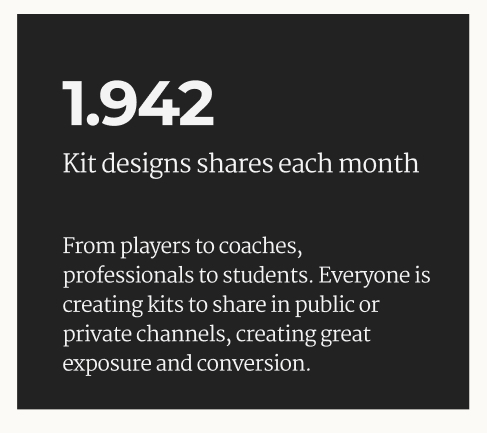 1.942
Kit designs shares each month
From players to coaches,
professionals to students. Everyone is
creating kits to share in public or
private channels, creating great
exposure and conversion.